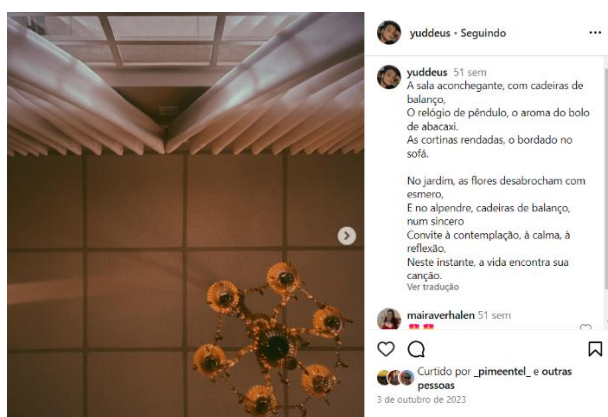 yuddeus • Seguindo
yuddeus 51 sem
A sala aconchegante, com cadeiras de
balanço,
O relógio de pêndulo, o aroma do bolo
de abacaxi.
As cortinas rendadas, o bordado no
sofá.
No jardim, as flores desabrocham com
esmero,
E no alpendre, cadeiras de balanço,
num sincero
Convite à contemplação, à calma, à
reflexão,
Neste instante, a vida encontra sua
canção.
Ver tradução
mairaverhalen 51 sem
Curtido por _pimeentel_ e outras
pessoas
3 de outubro de 2023